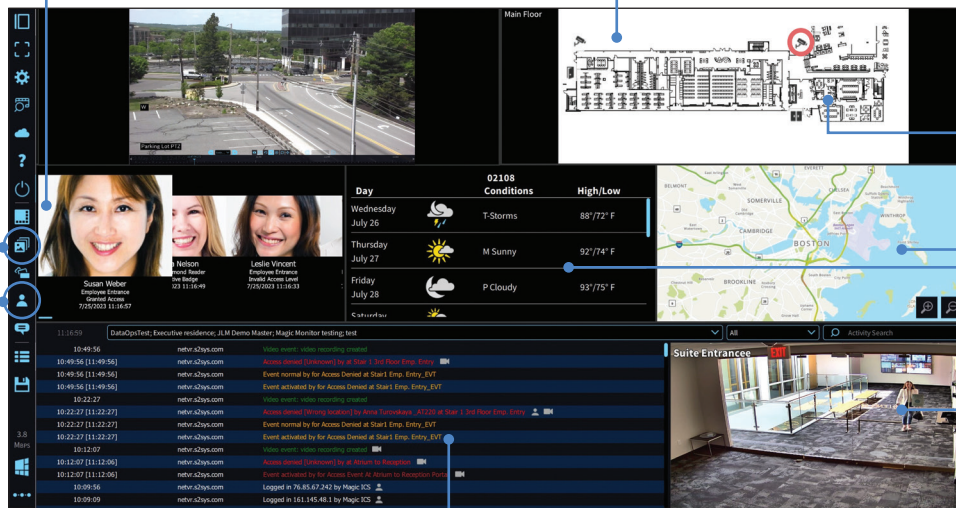 Main Floor
W
Parking Lot PTZ
02108
Day Conditions High/Low
Wednesday
July 26 T-Storms 88°/72° F
Thursday
July 27 M Sunny 92°/74° F
Friday
July 28 P Cloudy 93°/75° F
Saturday
Susan Weber
Employee Entrance
Granted Access
7/25/2023 11:16:57
Nelson
mond Reader
ve Badge
023 11:16:49
Leslie Vincent
Employee Entrance
Invalid Access Level
7/25/2023 11:16:33
BELMONT
EVERETT
SOMERVILLE
CHELSEA
WINTHROP
CAMBRIDGE
BOSTON
BROOKLINE
11:16:59 DataOpsTest; Executive residence; JLM Demo Master; Magic Monitor testing; test All Activity Search
10:49:56 netvr.s2sys.com Video event: video recording created
10:49:56 [11:49:56] netvr.s2sys.com Access denied [Unknown] by at Stair 1 3rd Floor Emp. Entry
10:49:56 [11:49:56] netvr.s2sys.com Event normal by for Access Denied at Stair1 Emp. Entry_EVT
10:49:56 [11:49:56] netvr.s2sys.com Event activated by for Access Denied at Stair1 Emp. Entry_EVT
10:22:27 netvr.s2sys.com Video event: video recording created
10:22:27 [11:22:27] netvr.s2sys.com Access denied [Wrong location] by Anna Turovskaya _AT220 at Stair 1 3rd Floor Emp. Entry
10:22:27 [11:22:27] netvr.s2sys.com Event normal by for Access Denied at Stair1 Emp. Entry_EVT
10:22:27 [11:22:27] netvr.s2sys.com Event activated by for Access Denied at Stair1 Emp. Entry_EVT
10:12:07 netvr.s2sys.com Video event: video recording created
10:12:07 [11:12:06] netvr.s2sys.com Access denied [Unknown] by at Atrium to Reception
10:12:07 [11:12:06] netvr.s2sys.com Event activated by for Access Event At Atrium to Reception Portal
10:09:56 netvr.s2sys.com Logged in 76.85.67.242 by Magic ICS
10:09:09 netvr.s2sys.com Logged in 161.145.48.1 by Magic ICS
Suite Entrancee
EXIT
3.8
Mbps